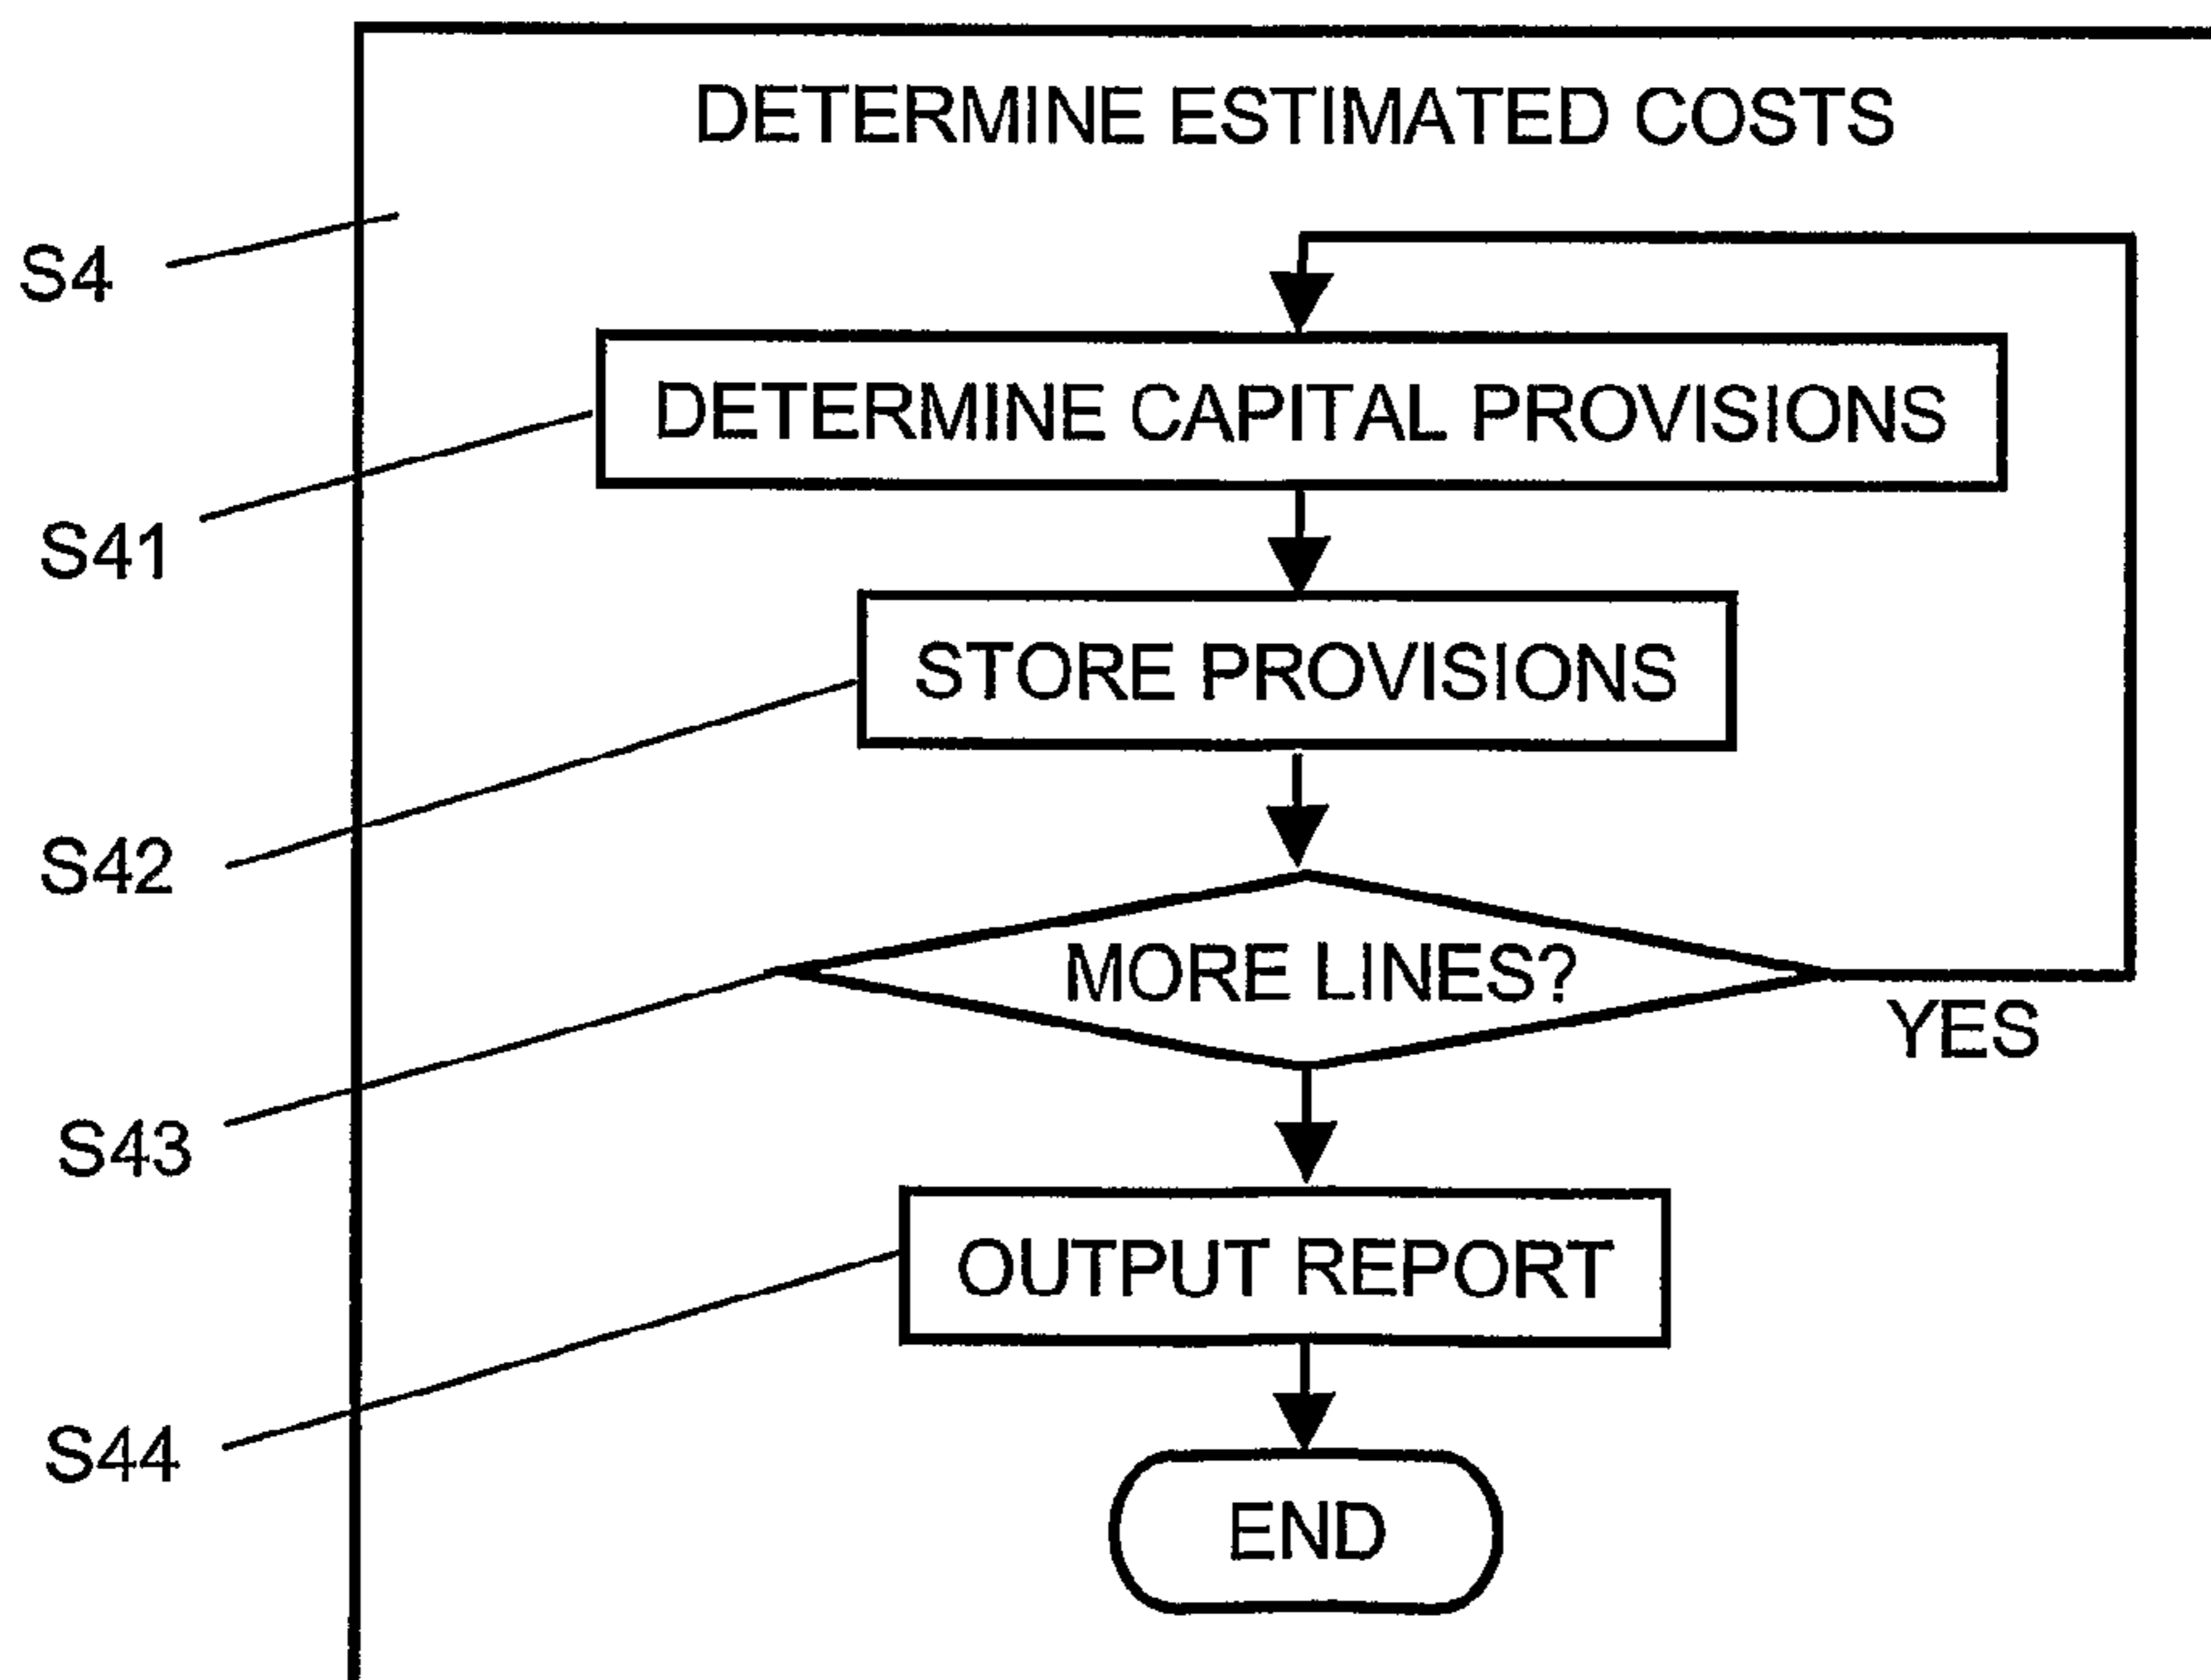 DETERMINE ESTIMATED COSTS
S4
DETERMINE CAPITAL PROVISIONS
S41
STORE PROVISIONS
S42
MORE LINES?
YES
S43
OUTPUT REPORT
S44
END